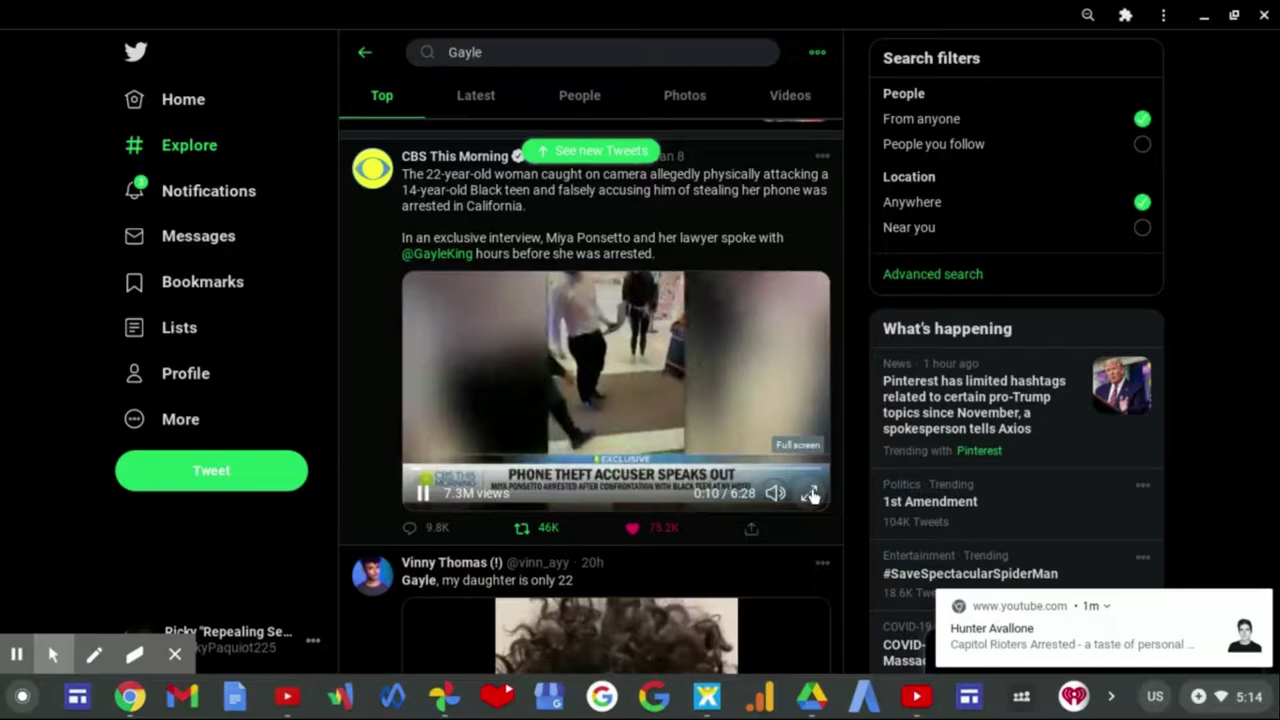 Gayle
Home
Explore
Notifications
Messages
Bookmarks
Lists
Profile
More
Tweet
Ricky "Repealing Se...
kyPaquiot225
Top
Latest
People
Photos
Videos
See new Tweets
CBS This Morning
an 8
The 22-year-old woman caught on camera allegedly physically attacking a
14-year-old Black teen and falsely accusing him of stealing her phone was
arrested in California.
In an exclusive interview, Miya Ponsetto and her lawyer spoke with
@GayleKing hours before she was arrested.
Full screen
EXCLUSIVE
CBS THIS
MORNING
PHONE THEFT ACCUSER SPEAKS OUT
MIYA PONSETTO ARRESTED AFTER CONFRONTATION WITH BLACK TEEN AT NY HOTEL
7.3M views
0:10 / 6:28
9.8K
46K
75.2K
Vinny Thomas (!) @vinn_ayy · 20h
Gayle, my daughter is only 22
Search filters
People
From anyone
People you follow
Location
Anywhere
Near you
Advanced search
What's happening
News · 1 hour ago
Pinterest has limited hashtags
related to certain pro-Trump
topics since November, a
spokesperson tells Axios
Trending with Pinterest
Politics · Trending
1st Amendment
104K Tweets
Entertainment · Trending
#SaveSpectacularSpiderMan
18.6K Twe
COVID-19
COVID-
Massa
www.youtube.com • 1m
Hunter Avallone
Capitol Rioters Arrested - a taste of personal ...
US
5:14